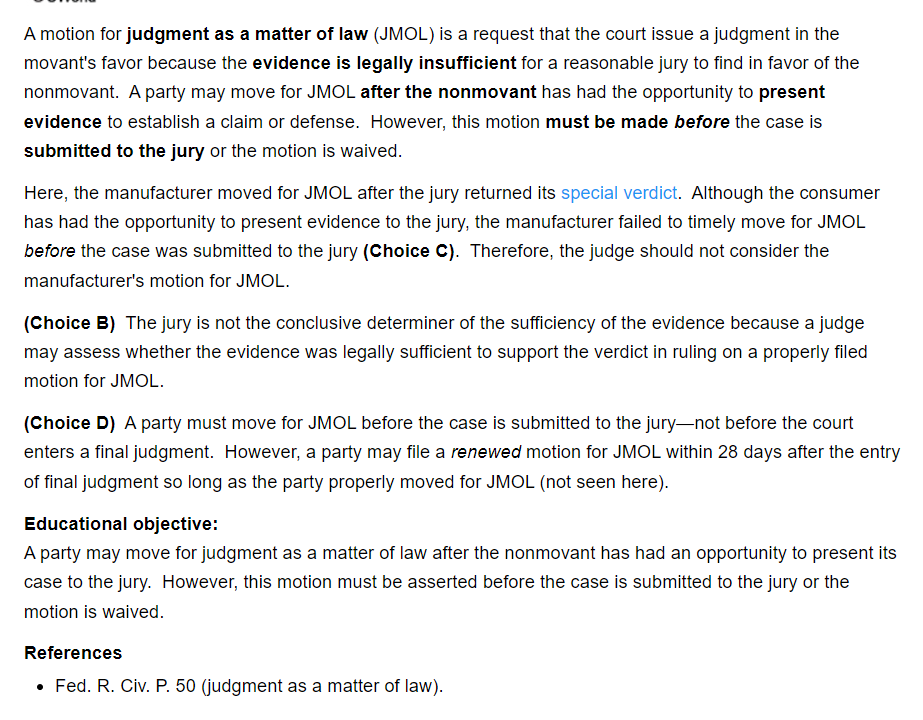 A motion for judgment as a matter of law (JMOL) is a request that the court issue a judgment in the
movant's favor because the evidence is legally insufficient for a reasonable jury to find in favor of the
nonmovant.  A party may move for JMOL after the nonmovant has had the opportunity to present
evidence to establish a claim or defense.  However, this motion must be made before the case is
submitted to the jury or the motion is waived.
Here, the manufacturer moved for JMOL after the jury returned its special verdict.  Although the consumer
has had the opportunity to present evidence to the jury, the manufacturer failed to timely move for JMOL
before the case was submitted to the jury (Choice C).  Therefore, the judge should not consider the
manufacturer's motion for JMOL.
(Choice B)  The jury is not the conclusive determiner of the sufficiency of the evidence because a judge
may assess whether the evidence was legally sufficient to support the verdict in ruling on a properly filed
motion for JMOL.
(Choice D)  A party must move for JMOL before the case is submitted to the jury—not before the court
enters a final judgment.  However, a party may file a renewed motion for JMOL within 28 days after the entry
of final judgment so long as the party properly moved for JMOL (not seen here).
Educational objective:
A party may move for judgment as a matter of law after the nonmovant has had an opportunity to present its
case to the jury.  However, this motion must be asserted before the case is submitted to the jury or the
motion is waived.
References
• Fed. R. Civ. P. 50 (judgment as a matter of law).